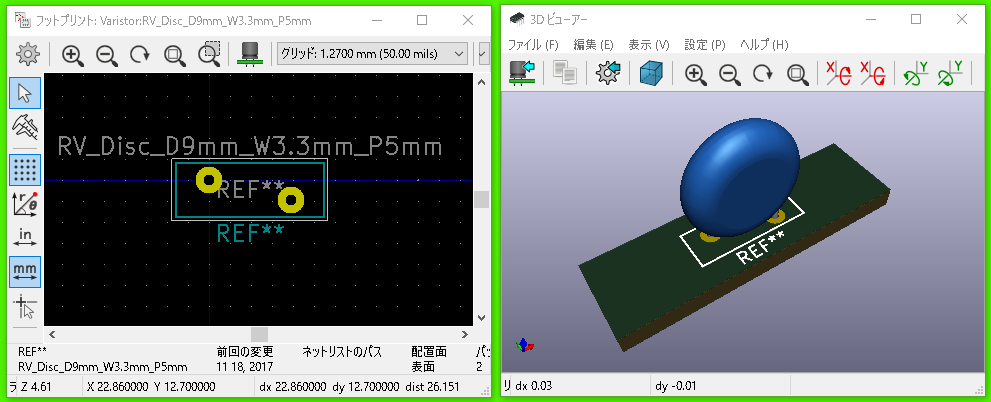 フットプリント: Varistor:RV_Disc_D9mm_W3.3mm_P5mm
グリッド: 1.2700 mm (50.00 mils)
RV_Disc_D9mm_W3.3mm_P5mm
REF**
REF**
r θ
in
mm
REF** 前回の変更 ネットリストのパス 配置面 パッ
RV_Disc_D9mm_W3.3mm_P5mm 11 18, 2017 表面 2
ラ Z 4.61 X 22.860000 Y 12.700000 dx 22.860000 dy 12.700000 dist 26.151
3D ビューアー
ファイル (F) 編集 (E) 表示 (V) 設定 (P) ヘルプ (H)
X X Y Y
REF**
リ dx 0.03 dy -0.01